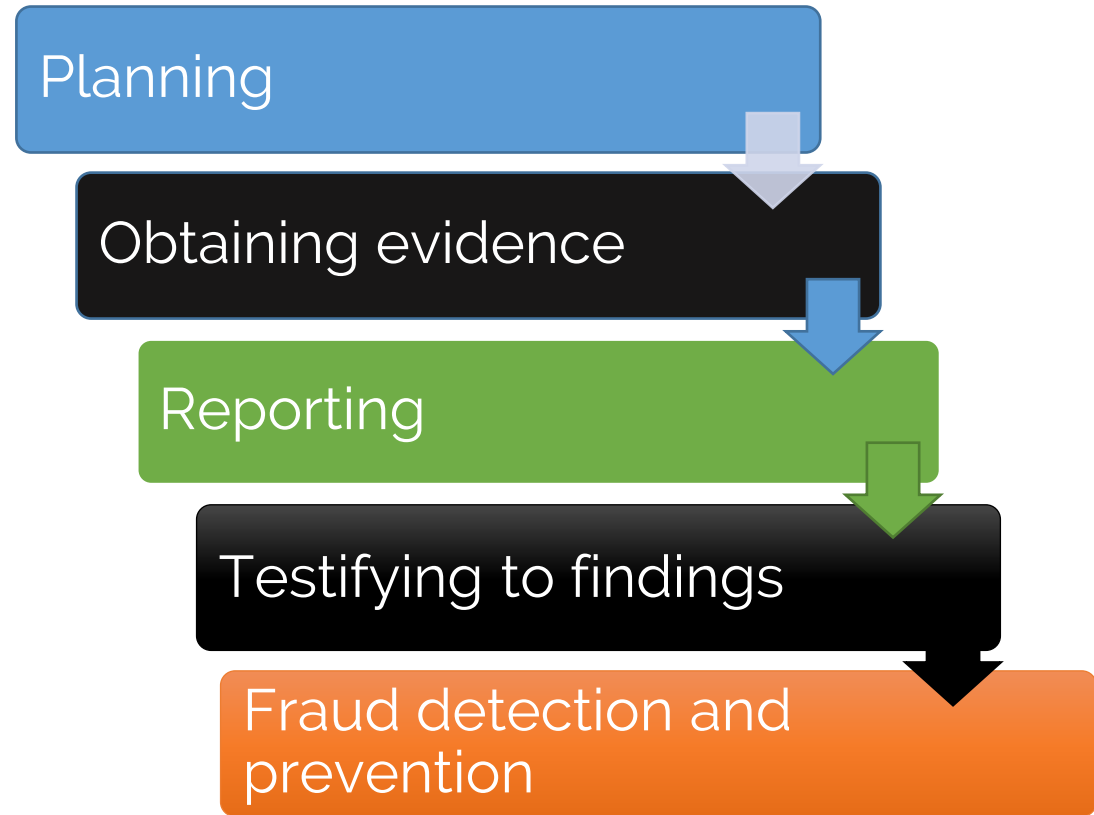 Planning
Obtaining evidence
Reporting
Testifying to findings
Fraud detection and
prevention